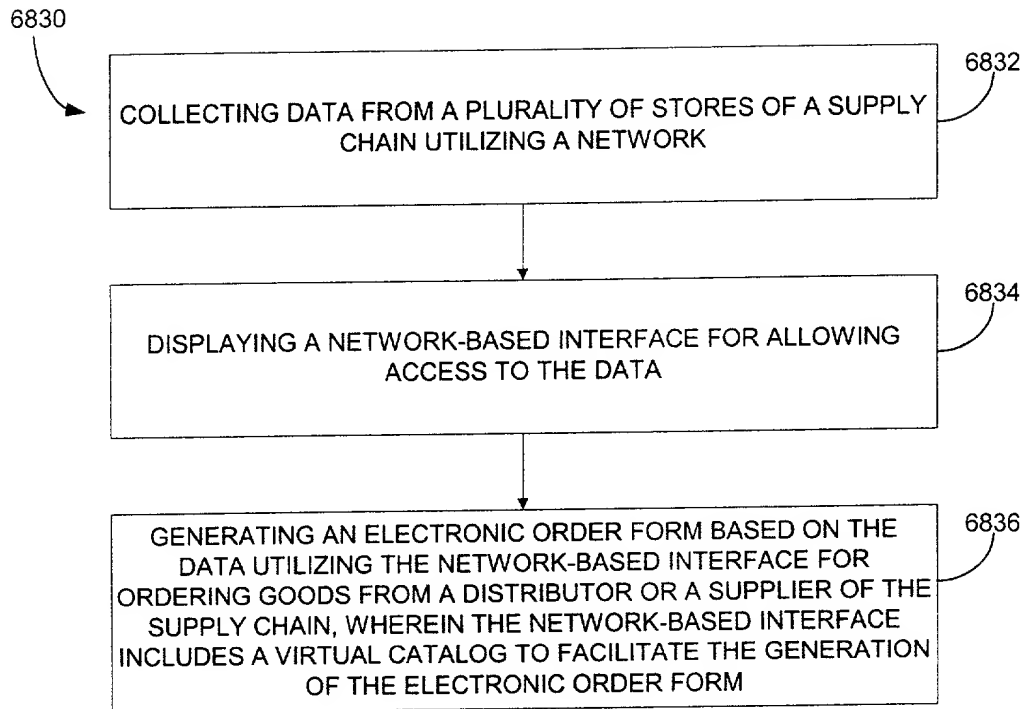 6830
6832
COLLECTING DATA FROM A PLURALITY OF STORES OF A SUPPLY
CHAIN UTILIZING A NETWORK
6834
DISPLAYING A NETWORK-BASED INTERFACE FOR ALLOWING
ACCESS TO THE DATA
6836
GENERATING AN ELECTRONIC ORDER FORM BASED ON THE
DATA UTILIZING THE NETWORK-BASED INTERFACE FOR
ORDERING GOODS FROM A DISTRIBUTOR OR A SUPPLIER OF THE
SUPPLY CHAIN, WHEREIN THE NETWORK-BASED INTERFACE
INCLUDES A VIRTUAL CATALOG TO FACILITATE THE GENERATION
OF THE ELECTRONIC ORDER FORM